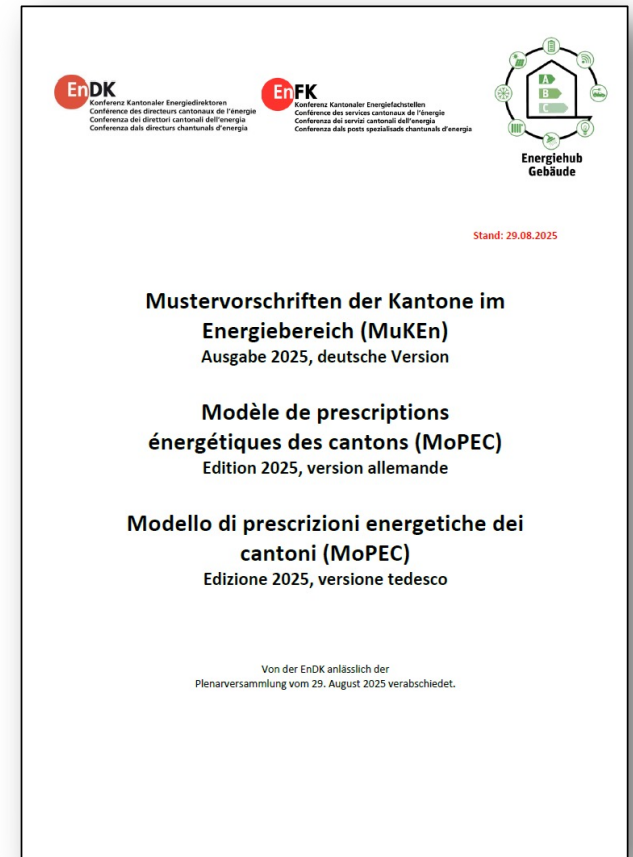 EnDK
Konferenz Kantonaler Energiedirektoren
Conférence des directeurs cantonaux de l'énergie
Conferenza dei direttori cantonali dell'energia
Conferenza dals directurs chantunals d'energia
EnFK
Konferenz Kantonaler Energiefachstellen
Conférence des services cantonaux de l'énergie
Conferenza dei servizi cantonali dell'energia
Conferenza dals posts spezialisads chantunals d'energia
A
B
C
Energiehub
Gebäude
Stand: 29.08.2025
Mustervorschriften der Kantone im
Energiebereich (MuKEn)
Ausgabe 2025, deutsche Version
Modèle de prescriptions
énergétiques des cantons (MoPEC)
Edition 2025, version allemande
Modello di prescrizioni energetiche dei
cantoni (MoPEC)
Edizione 2025, versione tedesco
Von der EnDK anlässlich der
Plenarversammlung vom 29. August 2025 verabschiedet.